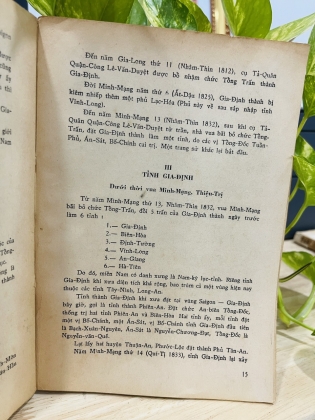 Đến năm Gia-Long thứ 11 (Nhâm-Thìn 1812), cụ Tả-Quân
Quận-Công Lê-Văn-Duyệt được bổ nhậm chức Tổng Trấn thành
Gia-Định.
Đời Minh-Mạng năm thứ 6 (Ất-Dậu 1825), Gia-Định thành bị
kiêm nhiếp thêm một phủ Lạc-Hóa (Phủ này về sau tập nhập tỉnh
Vĩnh-Long).
Đến năm Minh-Mạng 13 (Nhâm-Thìn 1832), sau khi cụ Tả-
Quân Quận-Công Lê-Văn-Duyệt từ trần, nhà vua bãi bỏ chức Tổng-
Trấn, đặt Gia-Định thành làm một tỉnh, do các vị Tổng-Đốc Tuần-
Phủ, Án-Sát, Bố-Chánh cai trị. Một trang sử khác lại bắt đầu.
III
TỈNH GIA-ĐỊNH
Dưới thời vua Minh-Mạng, Thiệu-Trị
Từ năm Minh-Mạng thứ 13, Nhâm-Thìn 1832, vua Minh-Mạng
bãi bỏ chức Tổng-Trấn, đổi 5 trấn của Gia-Định thành ngày trước
làm 6 tỉnh :
1.— Gia-Định
2.— Biên-Hòa
3.— Định-Tường
4.— Vĩnh-Long
5.— An-Giang
6.— Hà-Tiên
Do đó, miền Nam có danh xưng là Nam-kỳ lục-tỉnh. Riêng tỉnh
Gia-Định khi xưa diện tích khá rộng, bao trùm cả một vùng hiện nay
thuộc các tỉnh Tây-Ninh, Long-An.
Tỉnh thành Gia-Định khi xưa đặt tại vùng Saigon — Gia-Định
bây giờ, gọi là tỉnh thành Phiên-An. Đặt chức An-biên Tổng-Đốc,
thống trị hai tỉnh Phiên-An và Biên-Hòa Hai tỉnh ấy, mỗi tỉnh đặt
một vị Bố-Chánh, một Án-Sát, vị Bố-Chánh tỉnh Gia-Định đầu tiên
là Bạch-Xuân-Nguyên, Án-Sát là Nguyễn-Chương-Đạt, Tổng-Đốc là
Nguyễn-văn-Quế.
Lại lấy hai huyện Thuận-An, Phước-Lộc đặt thành Phủ Tân-An.
Năm Minh-Mạng thứ 14 (Quí-Tị 1833), tỉnh Gia-Định lại xảy
15